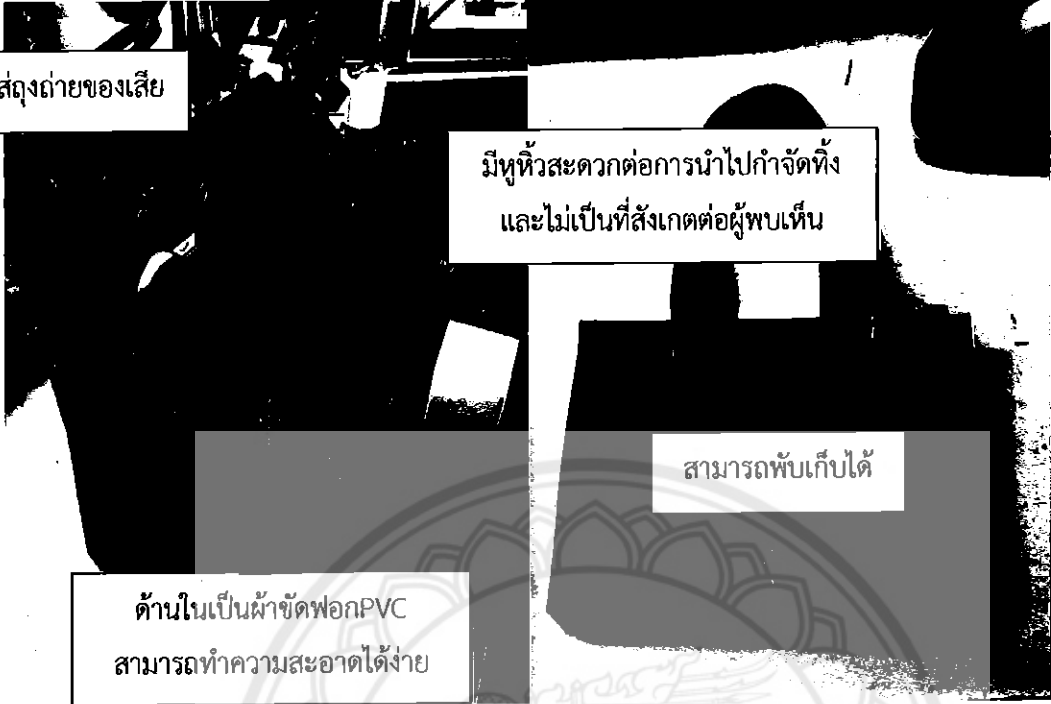 ส่ถุงถ่ายของเสีย
มีหูหิ้วสะดวกต่อการนำไปกำจัดทิ้ง
และไม่เป็นที่สังเกตต่อผู้พบเห็น
สามารถพับเก็บได้
ด้านในเป็นผ้าขัดฟอกPVC
สามารถทำความสะอาดได้ง่าย